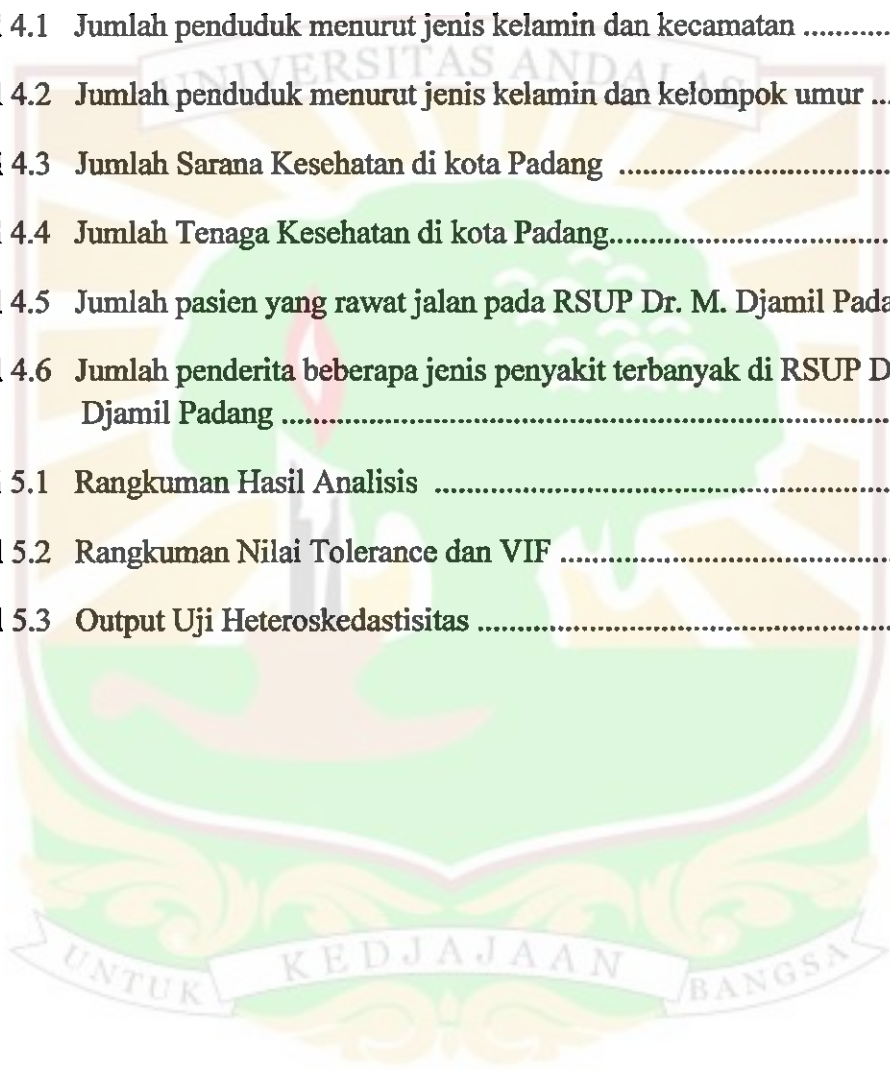 4.1 Jumlah penduduk menurut jenis kelamin dan kecamatan ............
UNIVERSITAS ANDALAS
4.2 Jumlah penduduk menurut jenis kelamin dan kelompok umur ...
4.3 Jumlah Sarana Kesehatan di kota Padang ..................................
4.4 Jumlah Tenaga Kesehatan di kota Padang...................................
4.5 Jumlah pasien yang rawat jalan pada RSUP Dr. M. Djamil
4.6 Jumlah penderita beberapa jenis penyakit terbanyak di RSUP
Djamil Padang ..............................................................................
5.1 Rangkuman Hasil Analisis ..........................................................
5.2 Rangkuman Nilai Tolerance dan VIF ..........................................
5.3 Output Uji Heteroskedastisitas .....................................................
UNTUK KEDJAJAAN BANGSA